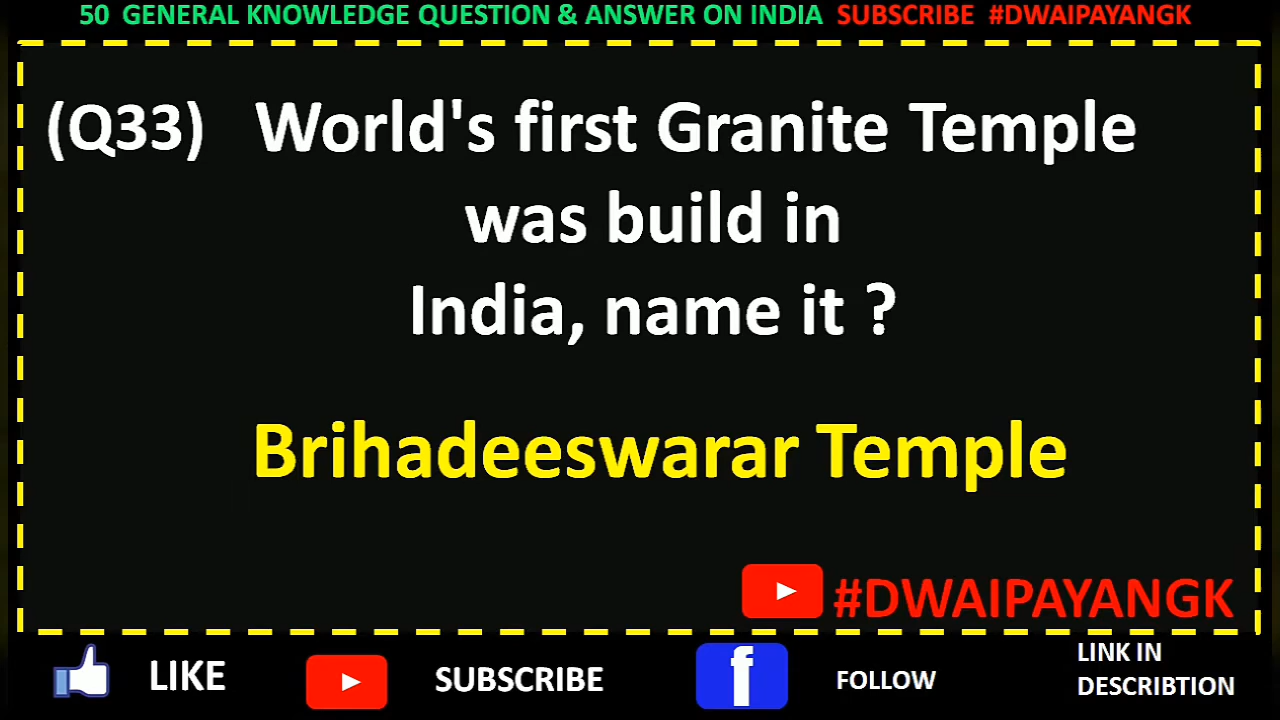 50 GENERAL KNOWLEDGE QUESTION & ANSWER ON INDIA SUBSCRIBE #DWAIPAYANGK
(Q33) World's first Granite Temple
was build in
India, name it ?
Brihadeeswarar Temple
#DWAIPAYANGK
LIKE SUBSCRIBE f FOLLOW LINK IN
DESCRIBTION